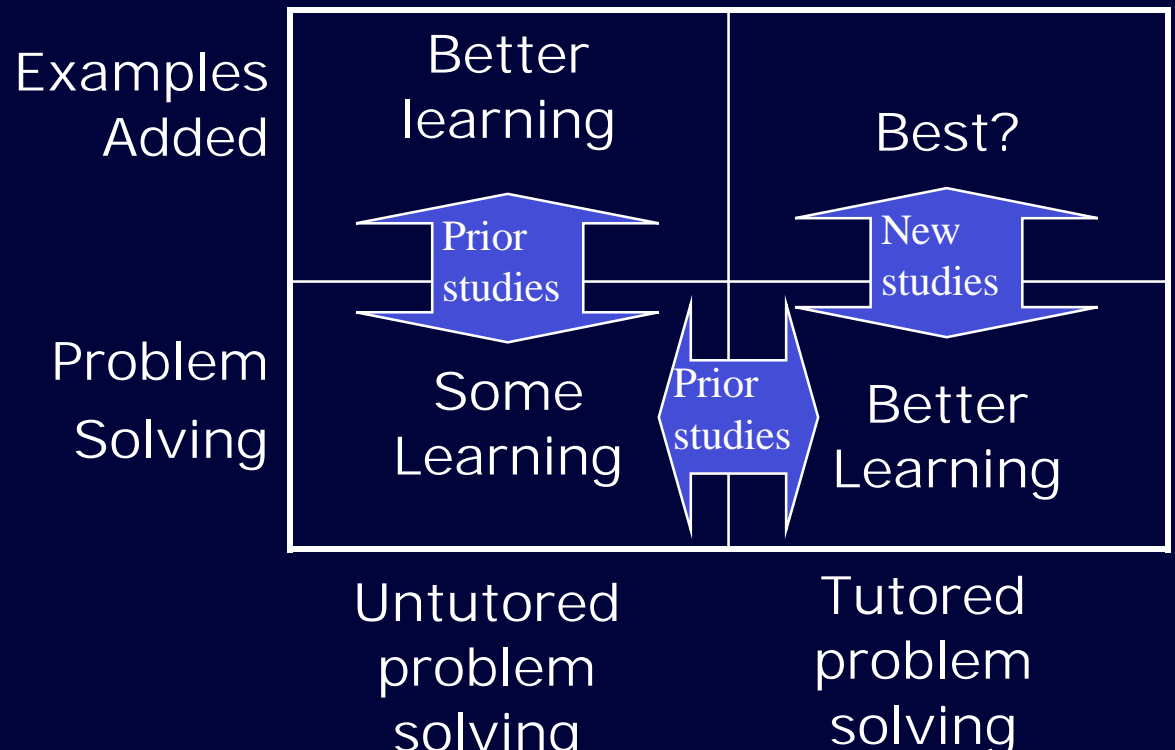 Examples
Added
Better
learning
Best?
Prior
studies
New
studies
Problem
Solving
Some
Learning
Prior
studies
Better
Learning
Untutored
problem
solving
Tutored
problem
solving